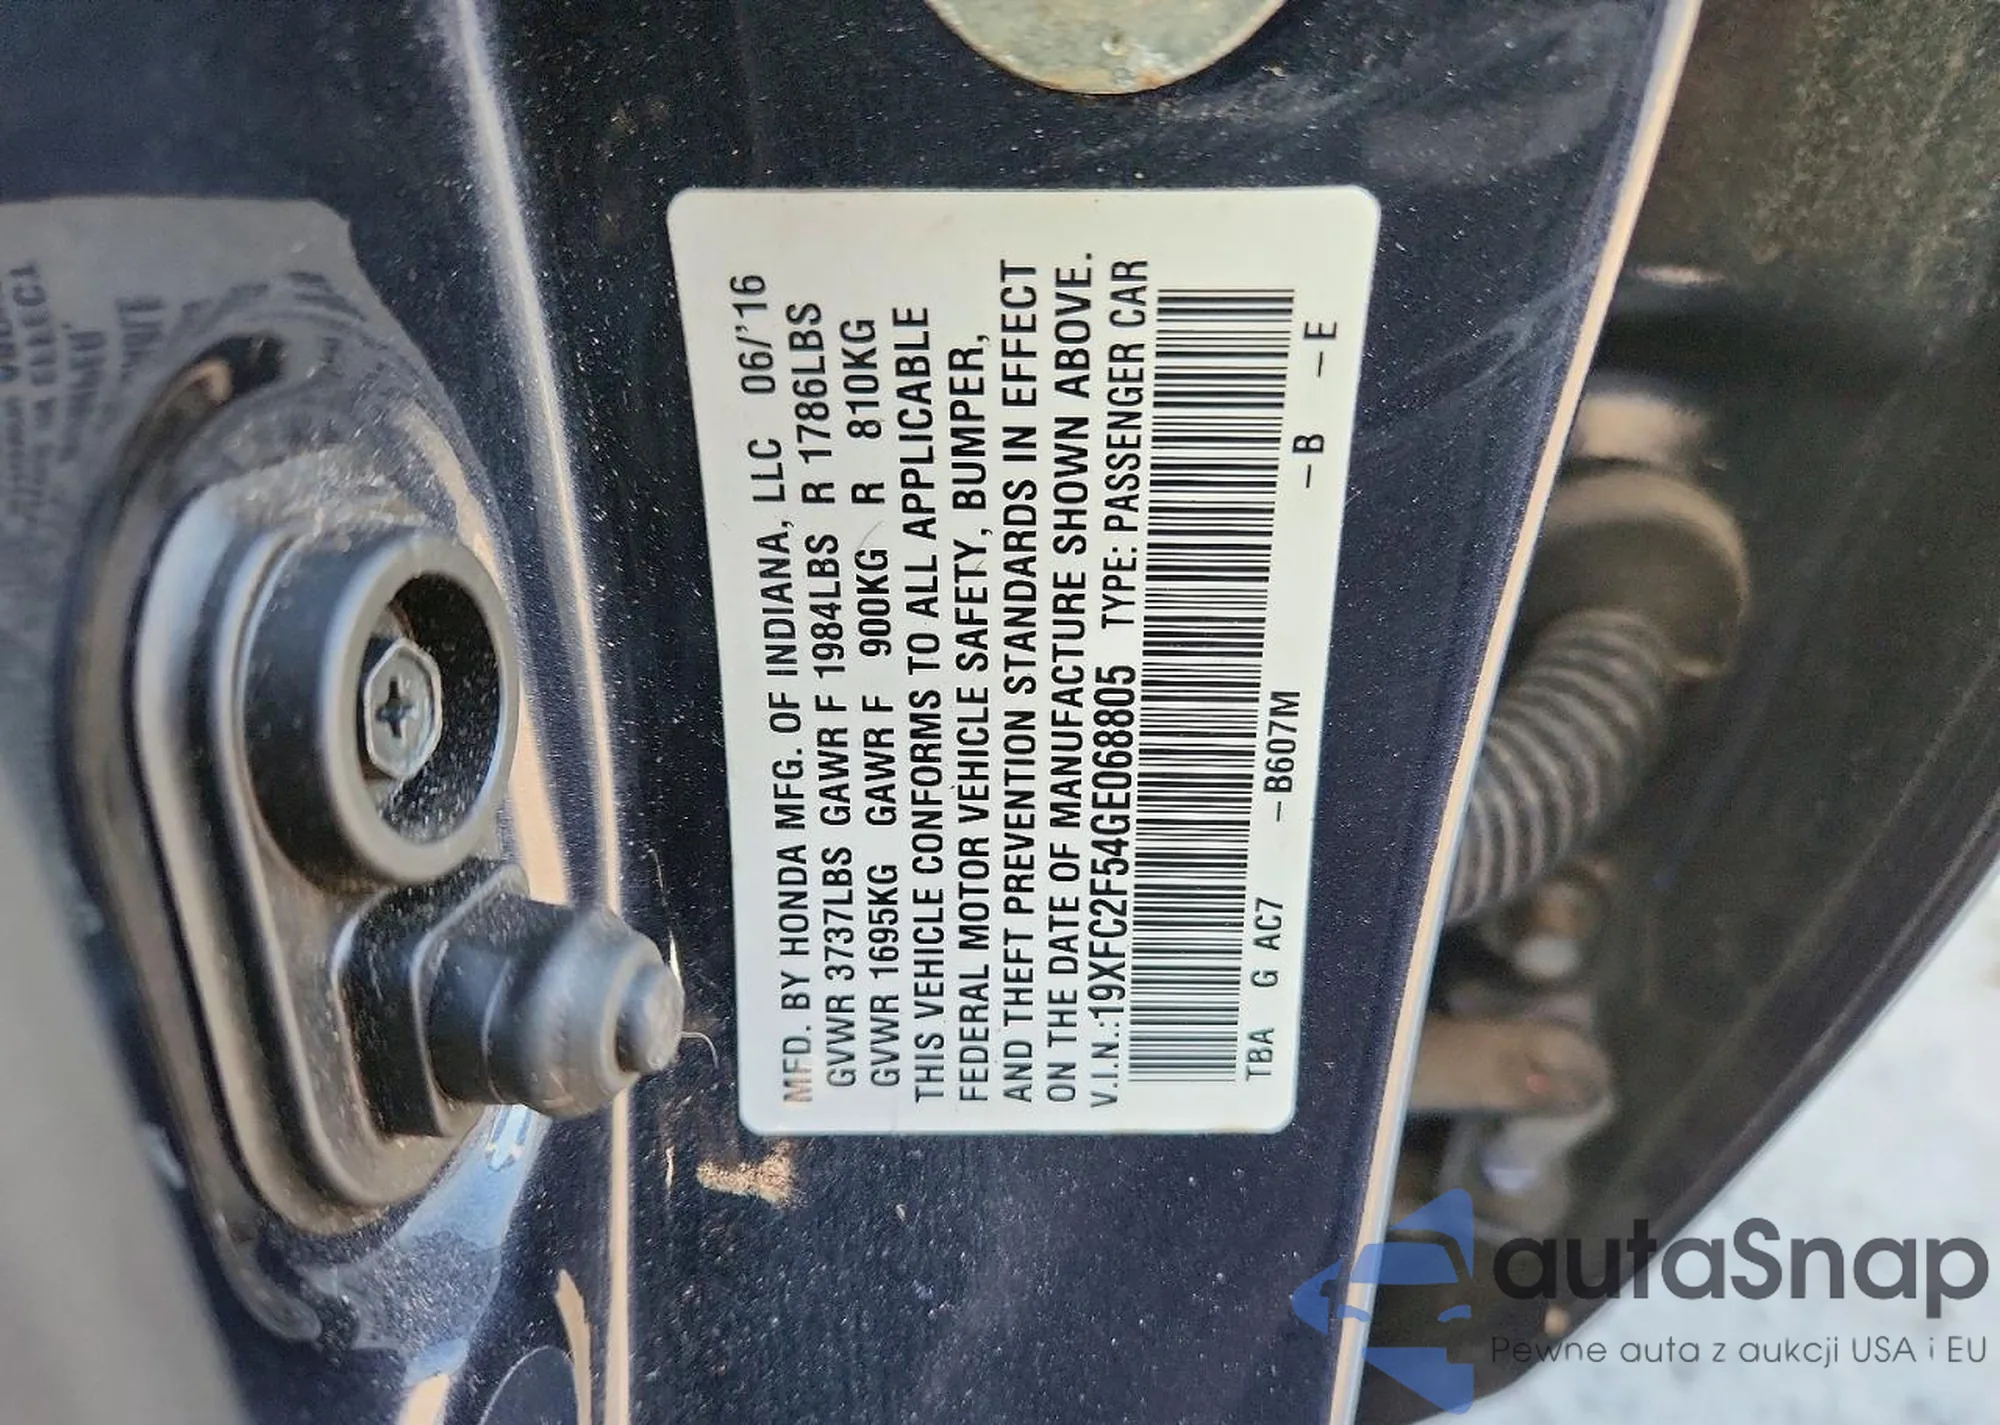 MFD. BY HONDA MFG. OF INDIANA, LLC 06/'16
GVWR 3737LBS GAWR F 1984LBS R 1786LBS
GVWR 1695KG GAWR F 900KG R 810KG
THIS VEHICLE CONFORMS TO ALL APPLICABLE
FEDERAL MOTOR VEHICLE SAFETY, BUMPER,
AND THEFT PREVENTION STANDARDS IN EFFECT
ON THE DATE OF MANUFACTURE SHOWN ABOVE.
V.I.N.:19XFC2F54GE068805 TYPE: PASSENGER CAR
TBA G AC7 –B607M –B –E
autaSnap
Pewne auta z aukcji USA i EU